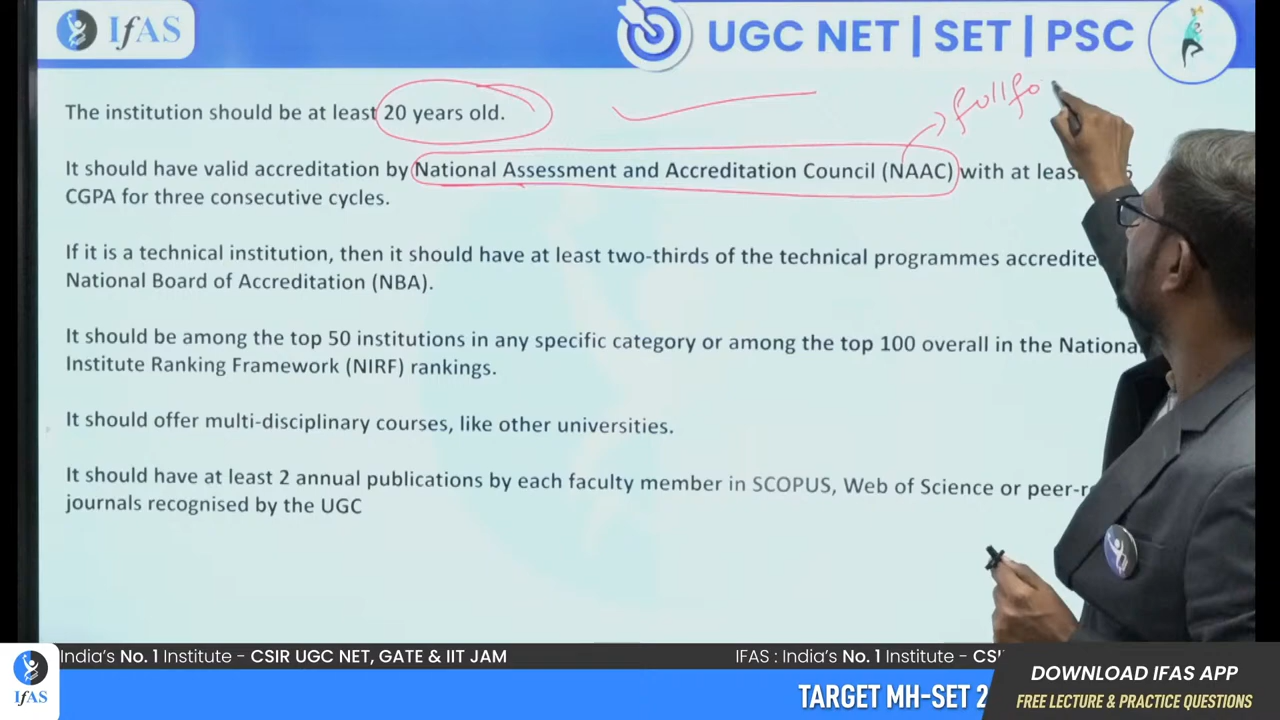 IfAS
UGC NET | SET | PSC
The institution should be at least 20 years old.
fullfo
It should have valid accreditation by National Assessment and Accreditation Council (NAAC) with at
CGPA for three consecutive cycles.
If it is a technical institution, then it should have at least two-thirds of the technical programmes accredite
National Board of Accreditation (NBA).
It should be among the top 50 institutions in any specific category or among the top 100 overall in the Nationa
Institute Ranking Framework (NIRF) rankings.
It should offer multi-disciplinary courses, like other universities.
It should have at least 2 annual publications by each faculty member in SCOPUS, Web of Science or peer-r
journals recognised by the UGC
India's No. 1 Institute - CSIR UGC NET, GATE & IIT JAM
IFAS : India's No. 1 Institute - CSI
DOWNLOAD IFAS APP
IfAS
TARGET MH-SET 2
FREE LECTURE & PRACTICE QUESTIONS